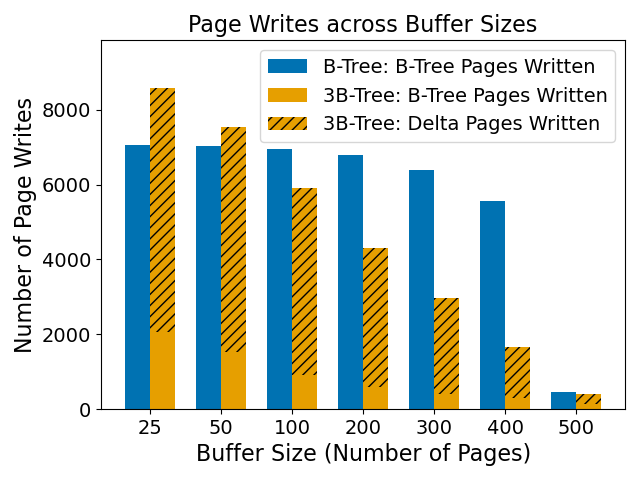 Page Writes across Buffer Sizes
B-Tree: B-Tree Pages Written
3B-Tree: B-Tree Pages Written
3B-Tree: Delta Pages Written
Number of Page Writes
8000
6000
4000
2000
0
25 50 100 200 300 400 500
Buffer Size (Number of Pages)